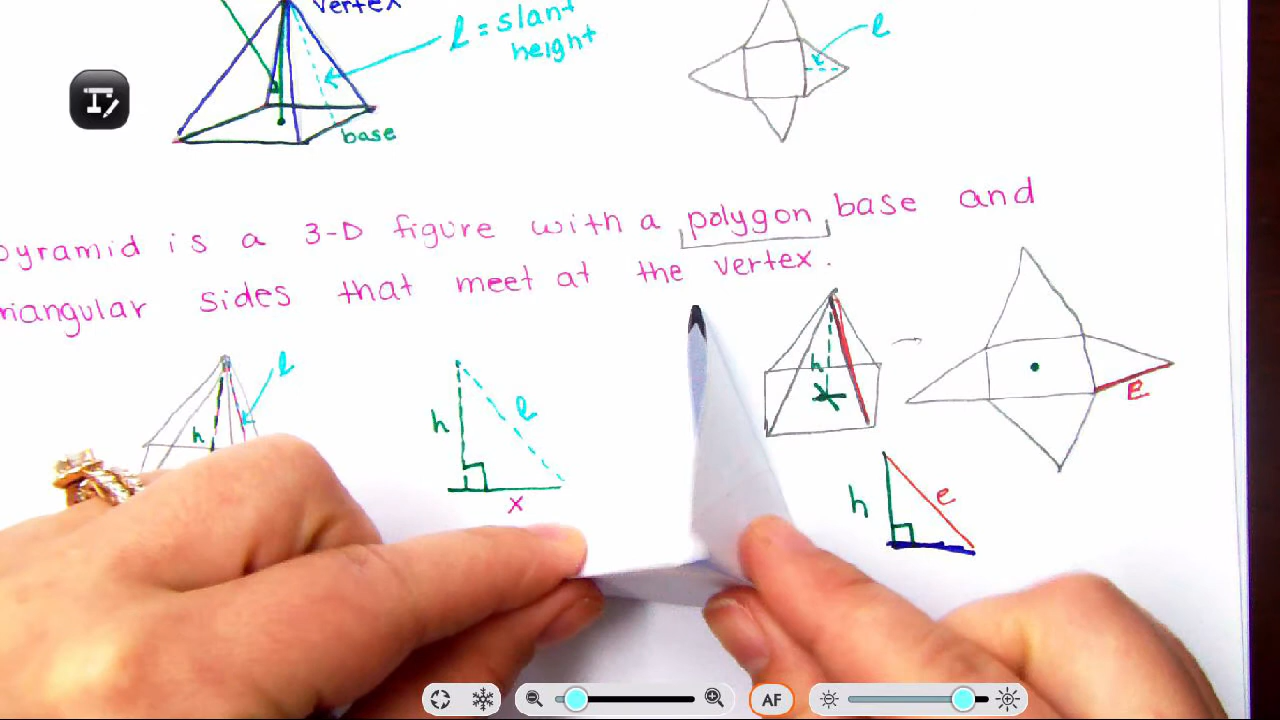 vertex
l = slant
height
l
base
pyramid is a 3-D figure with a polygon base and
riangular sides that meet at the vertex.
l
h
h
l
x
h
e
h
e
AF